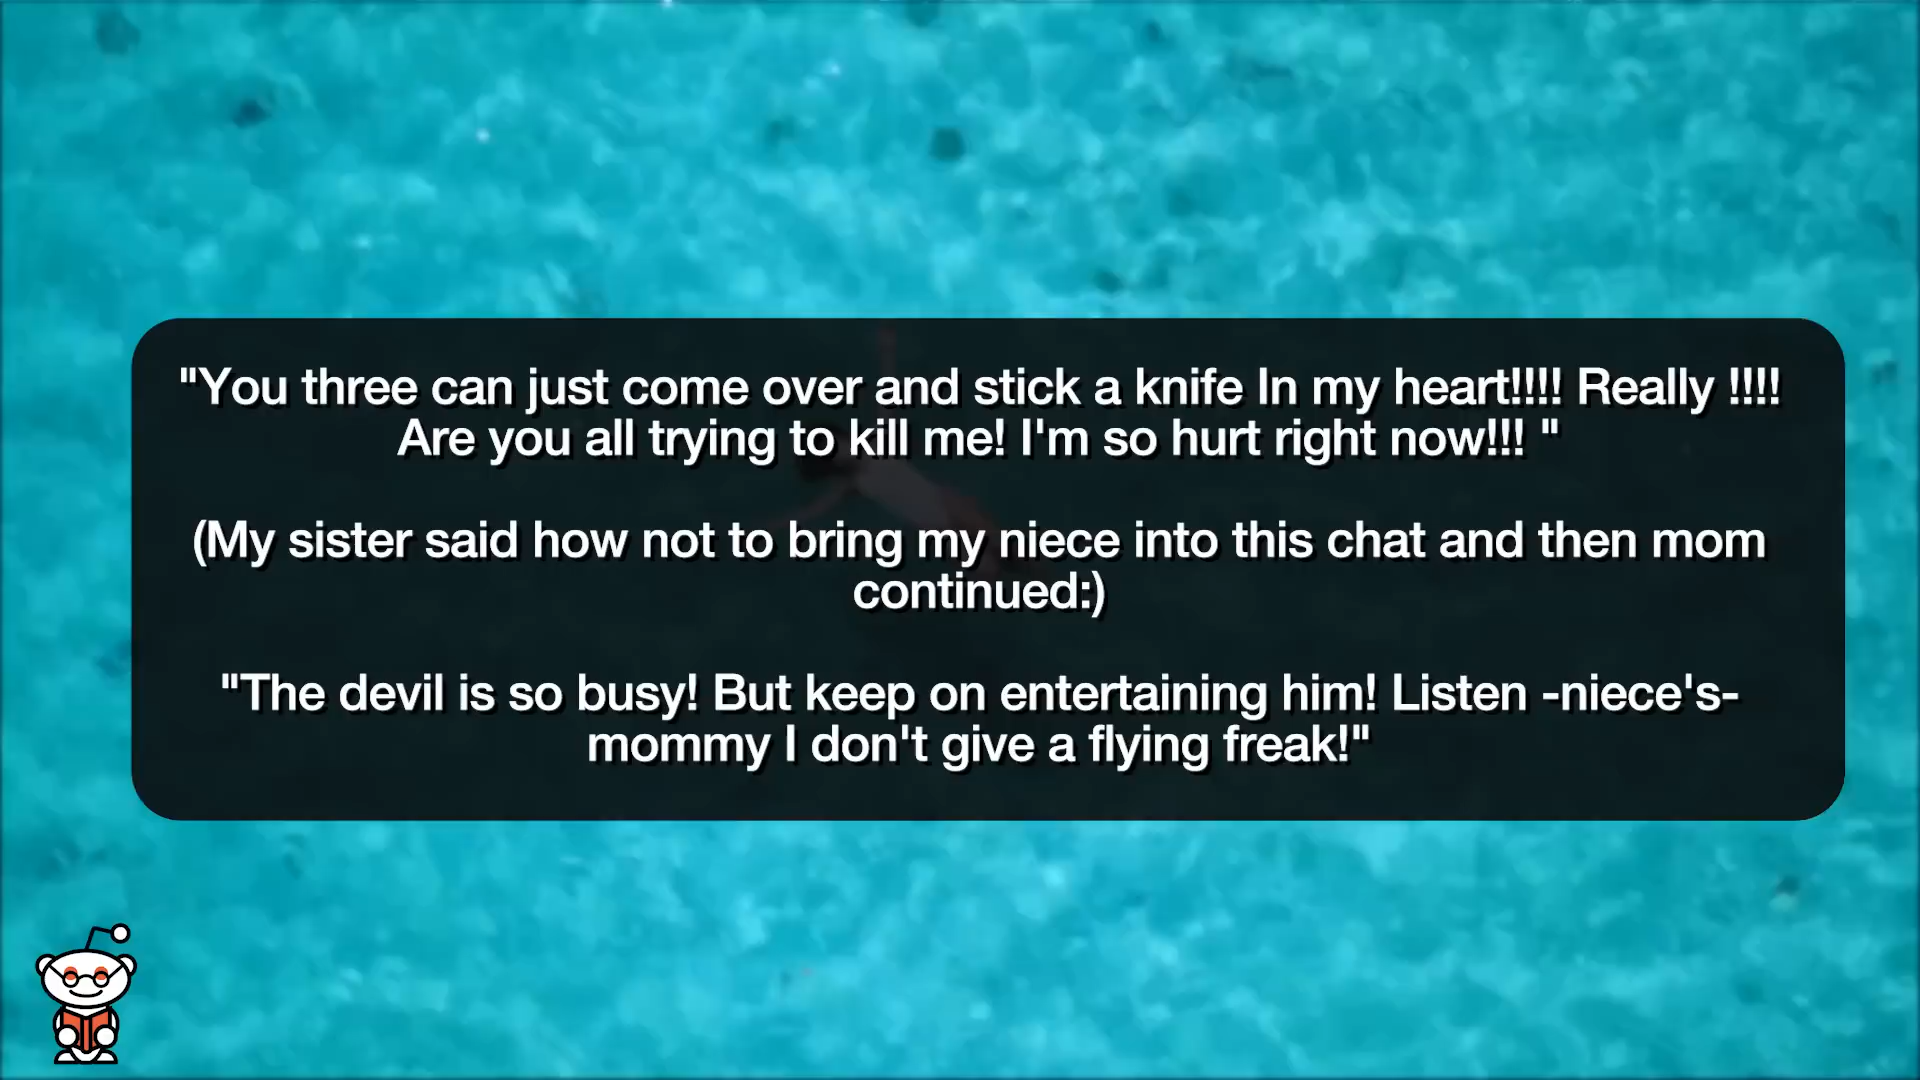 "You three can just come over and stick a knife In my heart!!!! Really !!!!
Are you all trying to kill me! I'm so hurt right now!!! "
(My sister said how not to bring my niece into this chat and then mom
continued:)
"The devil is so busy! But keep on entertaining him! Listen -niece's-
mommy I don't give a flying freak!"